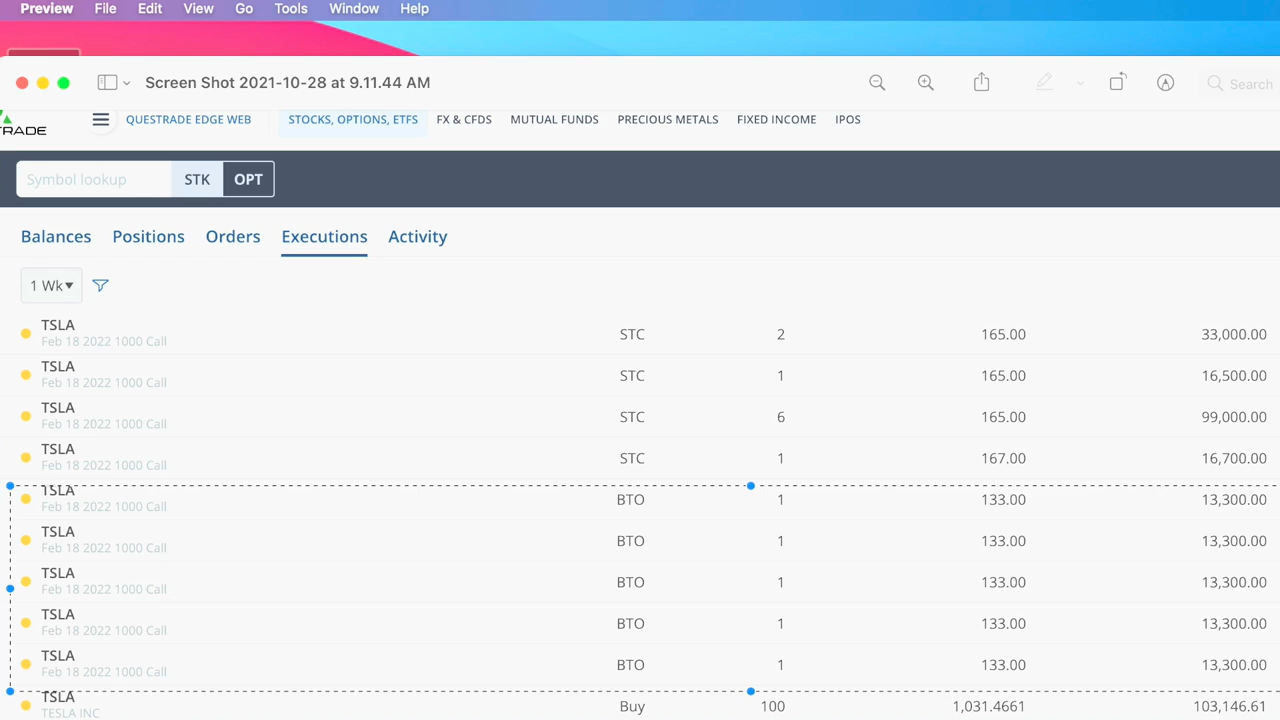 Preview File Edit View Go Tools Window Help
Screen Shot 2021-10-28 at 9.11.44 AM
Search
TRADE
QUESTRADE EDGE WEB STOCKS, OPTIONS, ETFS FX & CFDS MUTUAL FUNDS PRECIOUS METALS FIXED INCOME IPOS
Symbol lookup STK OPT
Balances Positions Orders Executions Activity
1 Wk
TSLA
Feb 18 2022 1000 Call STC 2 165.00 33,000.00
TSLA
Feb 18 2022 1000 Call STC 1 165.00 16,500.00
TSLA
Feb 18 2022 1000 Call STC 6 165.00 99,000.00
TSLA
Feb 18 2022 1000 Call STC 1 167.00 16,700.00
TSLA
Feb 18 2022 1000 Call BTO 1 133.00 13,300.00
TSLA
Feb 18 2022 1000 Call BTO 1 133.00 13,300.00
TSLA
Feb 18 2022 1000 Call BTO 1 133.00 13,300.00
TSLA
Feb 18 2022 1000 Call BTO 1 133.00 13,300.00
TSLA
Feb 18 2022 1000 Call BTO 1 133.00 13,300.00
TSLA
TESLA INC Buy 100 1,031.4661 103,146.61